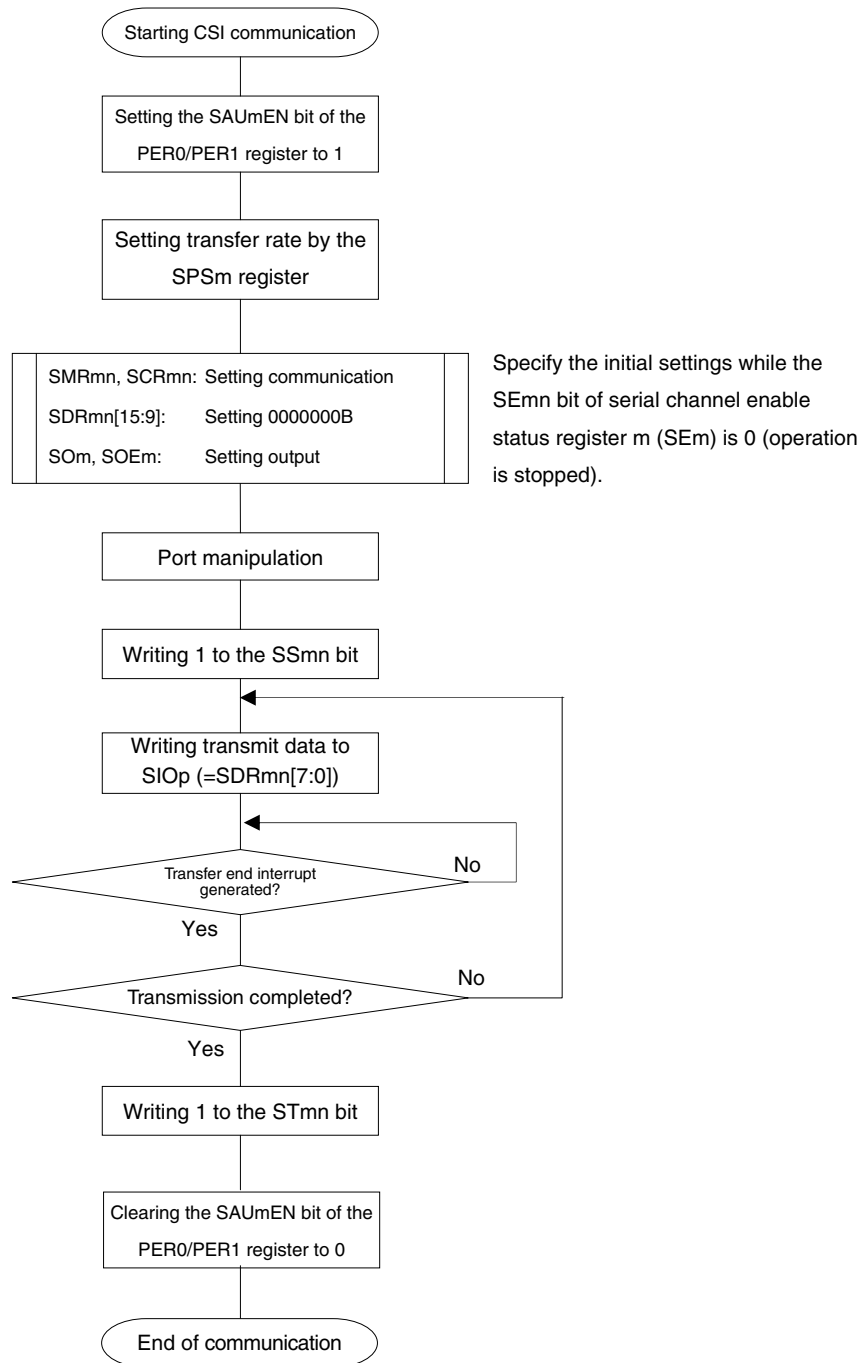 Starting CSI communication
Setting the SAUmEN bit of the
PER0/PER1 register to 1
Setting transfer rate by the
SPSm register
SMRmn, SCRmn: Setting communication
SDRmn[15:9]: Setting 0000000B
SOm, SOEm: Setting output
Specify the initial settings while the
SEmn bit of serial channel enable
status register m (SEm) is 0 (operation
is stopped).
Port manipulation
Writing 1 to the SSmn bit
Writing transmit data to
SIOp (=SDRmn[7:0])
Transfer end interrupt
generated?
No
Yes
Transmission completed?
No
Yes
Writing 1 to the STmn bit
Clearing the SAUmEN bit of the
PER0/PER1 register to 0
End of communication